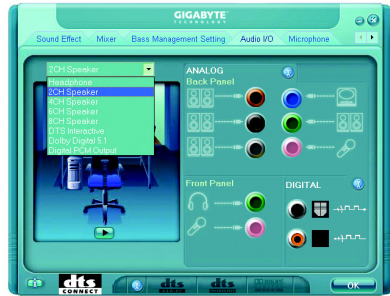 GIGABYTE
TECHNOLOGY
Sound Effect Mixer Bass Management Setting Audio I/O Microphone
2CH Speaker
Headphone
2CH Speaker
4CH Speaker
6CH Speaker
8CH Speaker
DTS Interactive
Dolby Digital 5.1
Digital PCM Output
ANALOG
Back Panel
Front Panel
DIGITAL
dts
CONNECT
dts
dts
OK